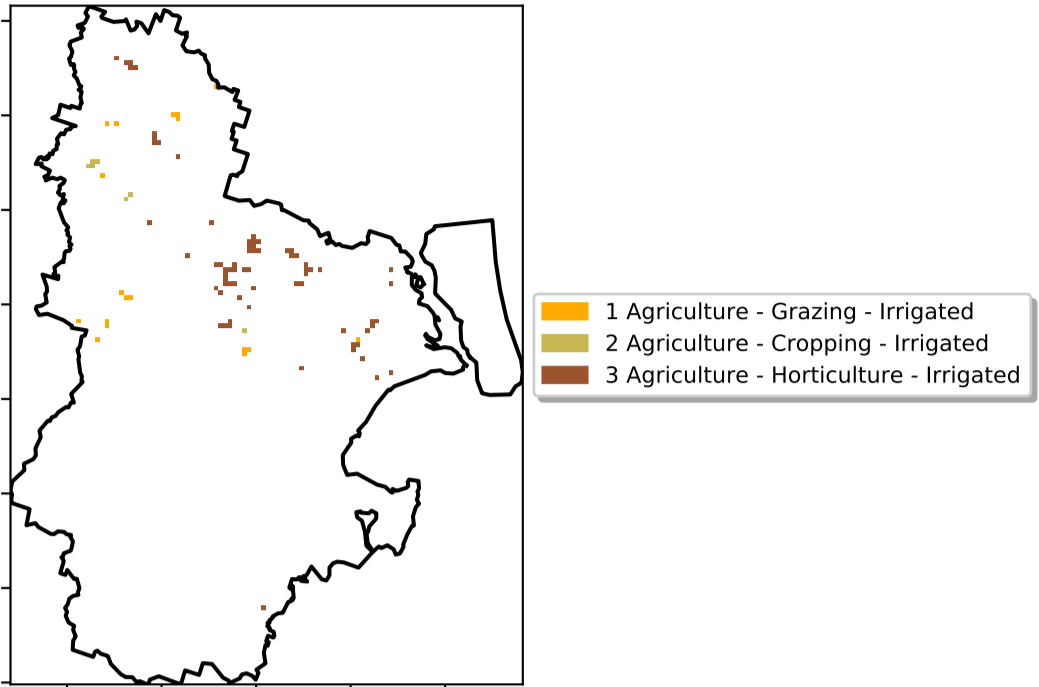 1 Agriculture - Grazing - Irrigated
2 Agriculture - Cropping - Irrigated
3 Agriculture - Horticulture - Irrigated